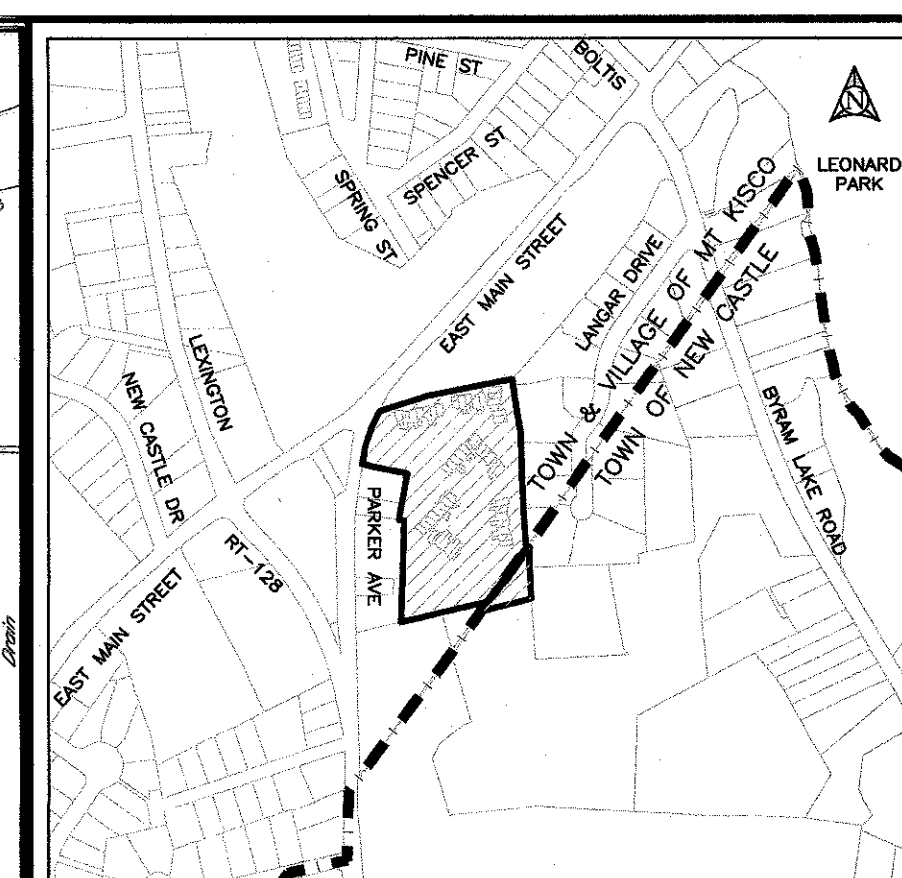 PINE ST
BOLTIS
N
LEONARD
PARK
SPENCER ST
SPRING ST
EAST MAIN STREET
LANGAR DRIVE
TOWN & VILLAGE OF MT KISCO
TOWN OF NEW CASTLE
LEXINGTON
NEW CASTLE DR
BYRAM LAKE ROAD
PARKER AVE
RT-128
EAST MAIN STREET
Drain